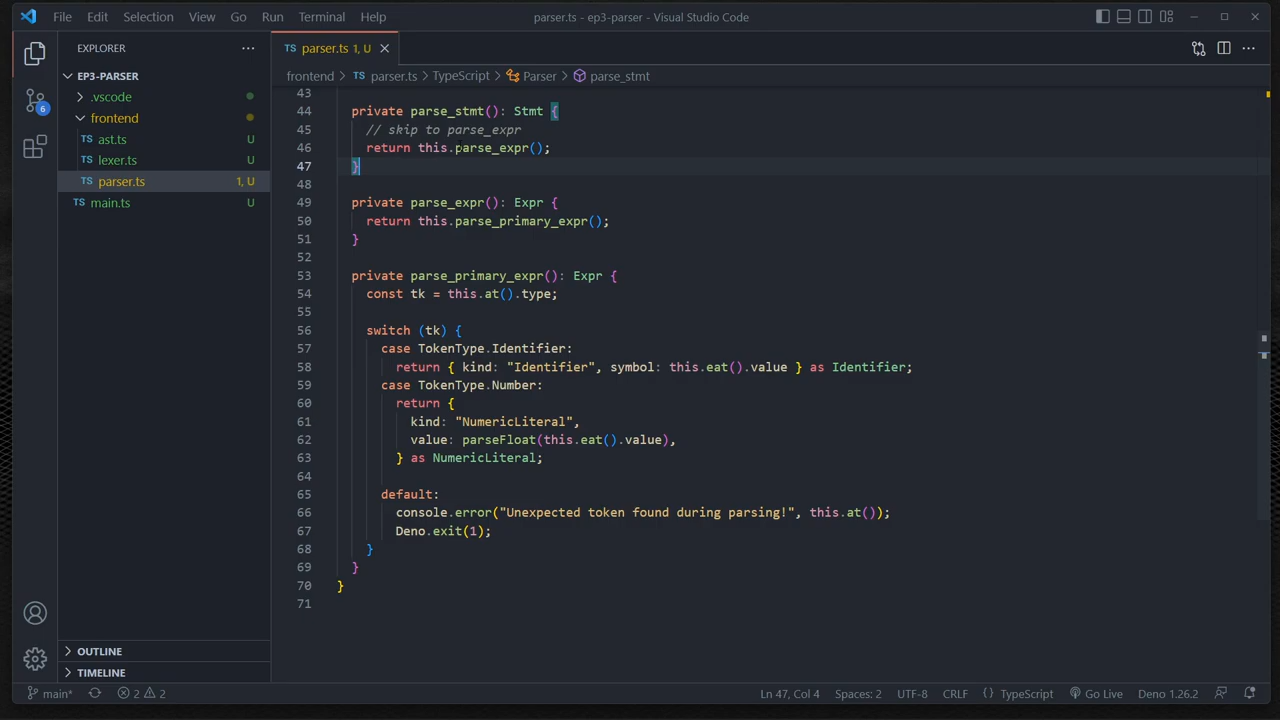 File Edit Selection View Go Run Terminal Help parser.ts - ep3-parser - Visual Studio Code
EXPLORER
EP3-PARSER
.vscode
frontend
TS ast.ts U
TS lexer.ts U
TS parser.ts 1, U
TS main.ts U
6
OUTLINE
TIMELINE
TS parser.ts 1, U
frontend > TS parser.ts > TypeScript > Parser > parse_stmt
43
44 private parse_stmt(): Stmt {
45 // skip to parse_expr
46 return this.parse_expr();
47 }
48
49 private parse_expr(): Expr {
50 return this.parse_primary_expr();
51 }
52
53 private parse_primary_expr(): Expr {
54 const tk = this.at().type;
55
56 switch (tk) {
57 case TokenType.Identifier:
58 return { kind: "Identifier", symbol: this.eat().value } as Identifier;
59 case TokenType.Number:
60 return {
61 kind: "NumericLiteral",
62 value: parseFloat(this.eat().value),
63 } as NumericLiteral;
64
65 default:
66 console.error("Unexpected token found during parsing!", this.at());
67 Deno.exit(1);
68 }
69 }
70 }
71
main* 2 2 Ln 47, Col 4 Spaces: 2 UTF-8 CRLF { } TypeScript Go Live Deno 1.26.2